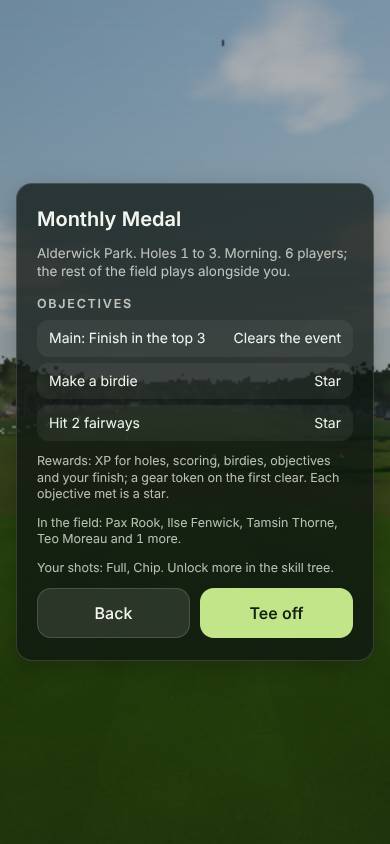 Monthly Medal
Alderwick Park. Holes 1 to 3. Morning. 6 players;
the rest of the field plays alongside you.
OBJECTIVES
Main: Finish in the top 3 Clears the event
Make a birdie Star
Hit 2 fairways Star
Rewards: XP for holes, scoring, birdies, objectives
and your finish; a gear token on the first clear. Each
objective met is a star.
In the field: Pax Rook, Ilse Fenwick, Tamsin Thorne,
Teo Moreau and 1 more.
Your shots: Full, Chip. Unlock more in the skill tree.
Back Tee off